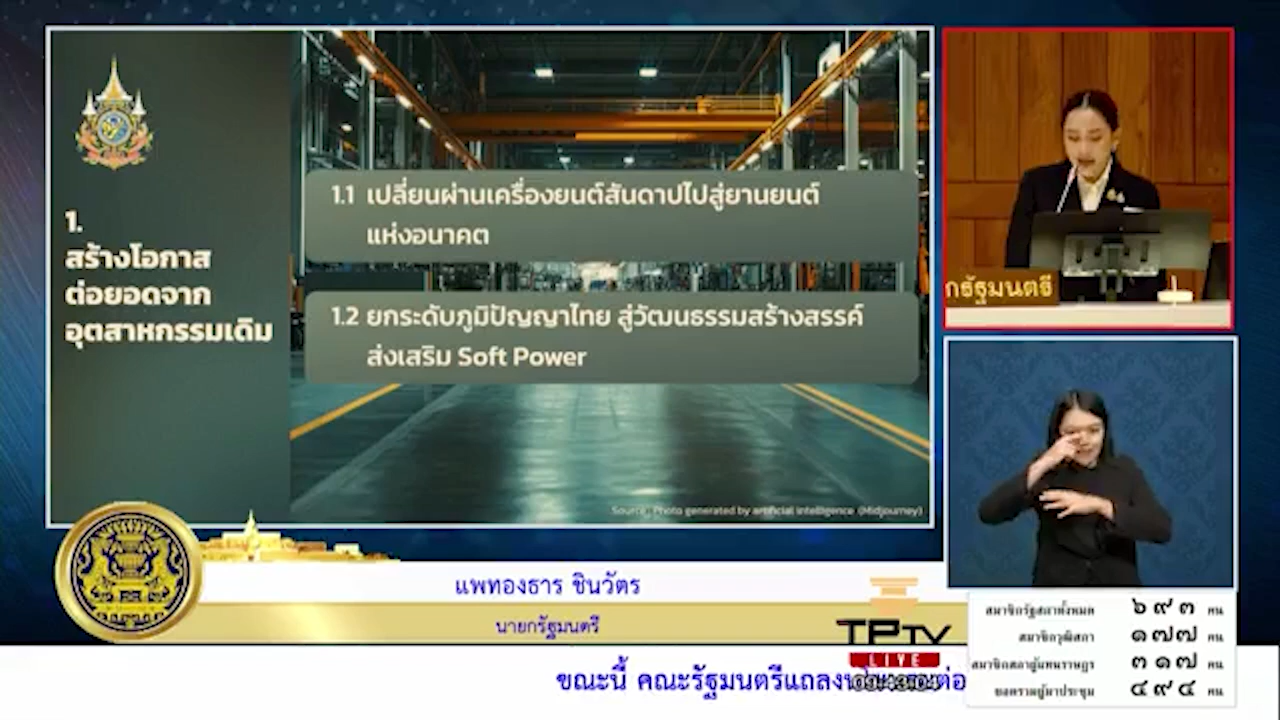 1.
สร้างโอกาส
ต่อยอดจาก
อุตสาหกรรมเดิม
1.1 เปลี่ยนผ่านเครื่องยนต์สันดาปไปสู่ยานยนต์
แห่งอนาคต
1.2 ยกระดับภูมิปัญญาไทย สู่วัฒนธรรมสร้างสรรค์
ส่งเสริม Soft Power
Source: Photo generated by artificial intelligence (Midjourney)
กรัฐมนตรี
แพทองธาร ชินวัตร
นายกรัฐมนตรี
TPTV
LIVE
สมาชิกรัฐสภาทั้งหมด ๖๙๓ คน
สมาชิกวุฒิสภา ๑๗๗ คน
สมาชิกสภาผู้แทนราษฎร ๓๑๗ คน
ยอดรวมผู้มาประชุม ๔๙๔ คน
ขณะนี้ คณะรัฐมนตรีแถลง